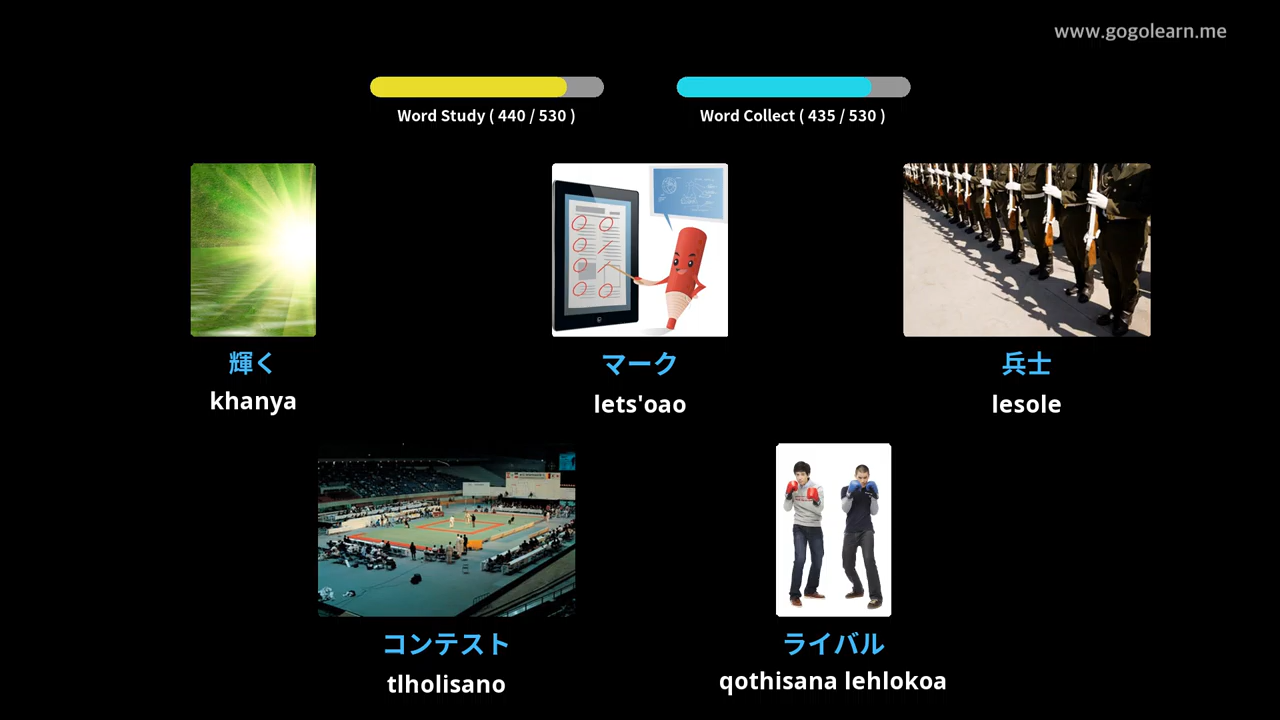 www.gogolearn.me
Word Study ( 440 / 530 )
Word Collect ( 435 / 530 )
輝く
khanya
マーク
lets'oao
兵士
lesole
コンテスト
tlholisano
ライバル
qothisana lehlokoa